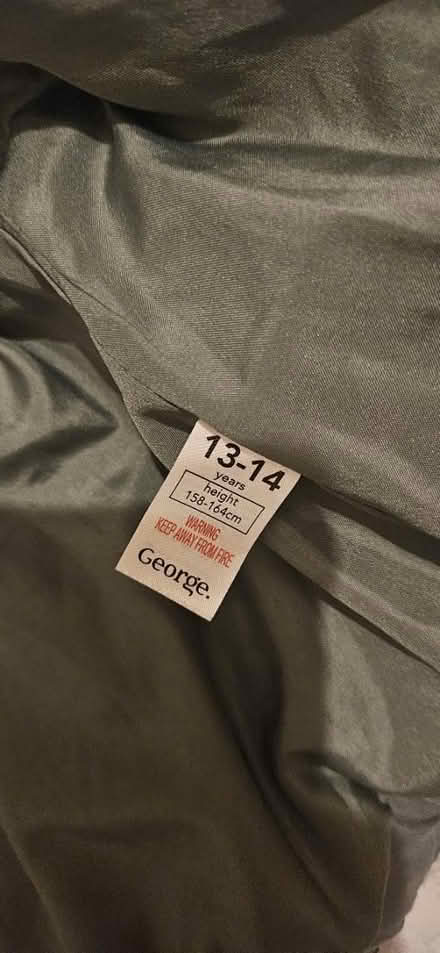 13-14
years
height
158-164cm
WARNING
KEEP AWAY FROM FIRE
George.